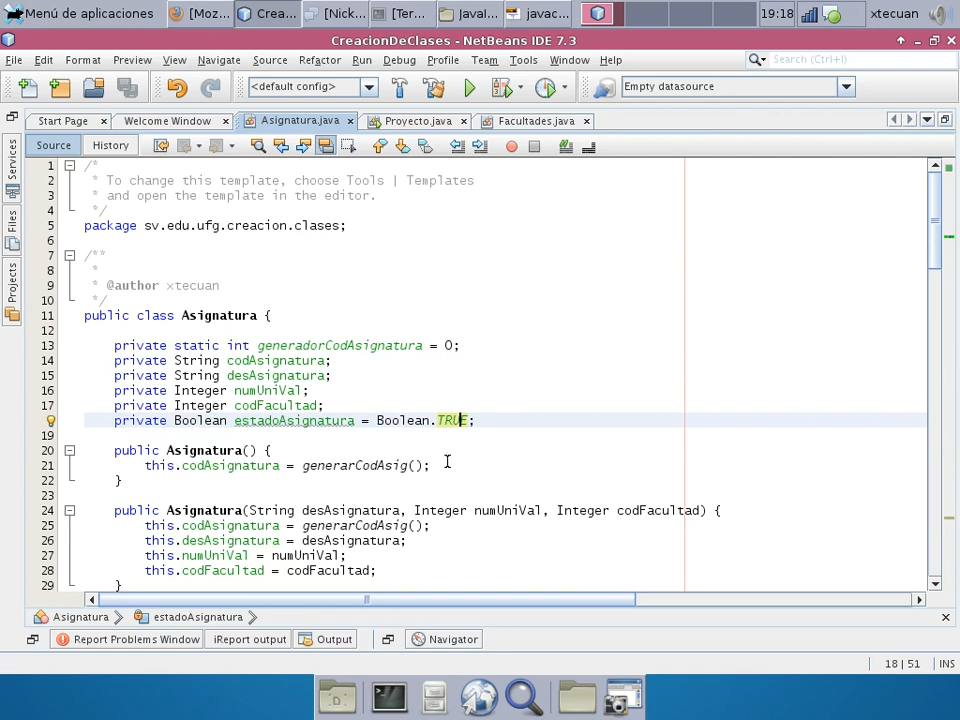 Menú de aplicaciones [Moz... Crea... [Nick... [Ter... Javal... javac... 19:18 xtecuan
CreacionDeClases - NetBeans IDE 7.3
File Edit Format Preview View Navigate Source Refactor Run Debug Profile Team Tools Window Help Search (Ctrl+I)
<default config> Empty datasource
Start Page Welcome Window Asignatura.java Proyecto.java Facultades.java
Source History
Services
Files
Projects
1 /*
2 * To change this template, choose Tools | Templates
3 * and open the template in the editor.
4 */
5 package sv.edu.ufg.creacion.clases;
6
7 /**
8 *
9 * @author xtecuan
10 */
11 public class Asignatura {
12
13 private static int generadorCodAsignatura = 0;
14 private String codAsignatura;
15 private String desAsignatura;
16 private Integer numUniVal;
17 private Integer codFacultad;
private Boolean estadoAsignatura = Boolean.TRUE;
19
20 public Asignatura() {
21 this.codAsignatura = generarCodAsig();
22 }
23
24 public Asignatura(String desAsignatura, Integer numUniVal, Integer codFacultad) {
25 this.codAsignatura = generarCodAsig();
26 this.desAsignatura = desAsignatura;
27 this.numUniVal = numUniVal;
28 this.codFacultad = codFacultad;
29 }
Asignatura estadoAsignatura
Report Problems Window iReport output Output Navigator
18 | 51 INS